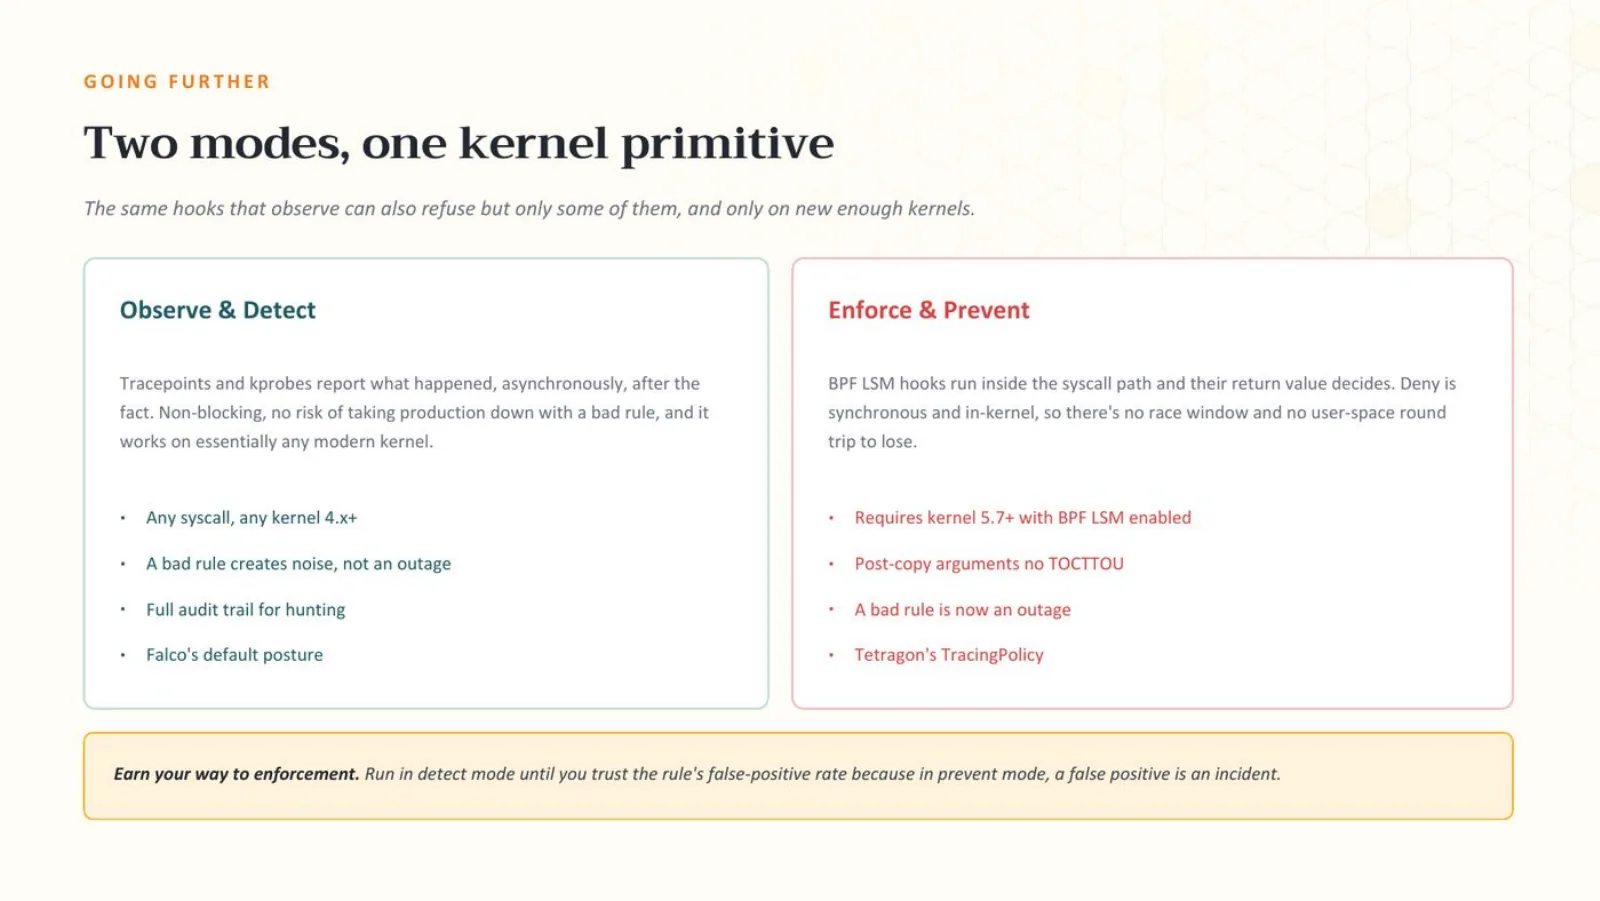 GOING FURTHER
Two modes, one kernel primitive
The same hooks that observe can also refuse but only some of them, and only on new enough kernels.
Observe & Detect
Tracepoints and kprobes report what happened, asynchronously, after the
fact. Non-blocking, no risk of taking production down with a bad rule, and it
works on essentially any modern kernel.
• Any syscall, any kernel 4.x+
• A bad rule creates noise, not an outage
• Full audit trail for hunting
• Falco's default posture
Enforce & Prevent
BPF LSM hooks run inside the syscall path and their return value decides. Deny is
synchronous and in-kernel, so there's no race window and no user-space round
trip to lose.
• Requires kernel 5.7+ with BPF LSM enabled
• Post-copy arguments no TOCTTOU
• A bad rule is now an outage
• Tetragon's TracingPolicy
Earn your way to enforcement. Run in detect mode until you trust the rule's false-positive rate because in prevent mode, a false positive is an incident.